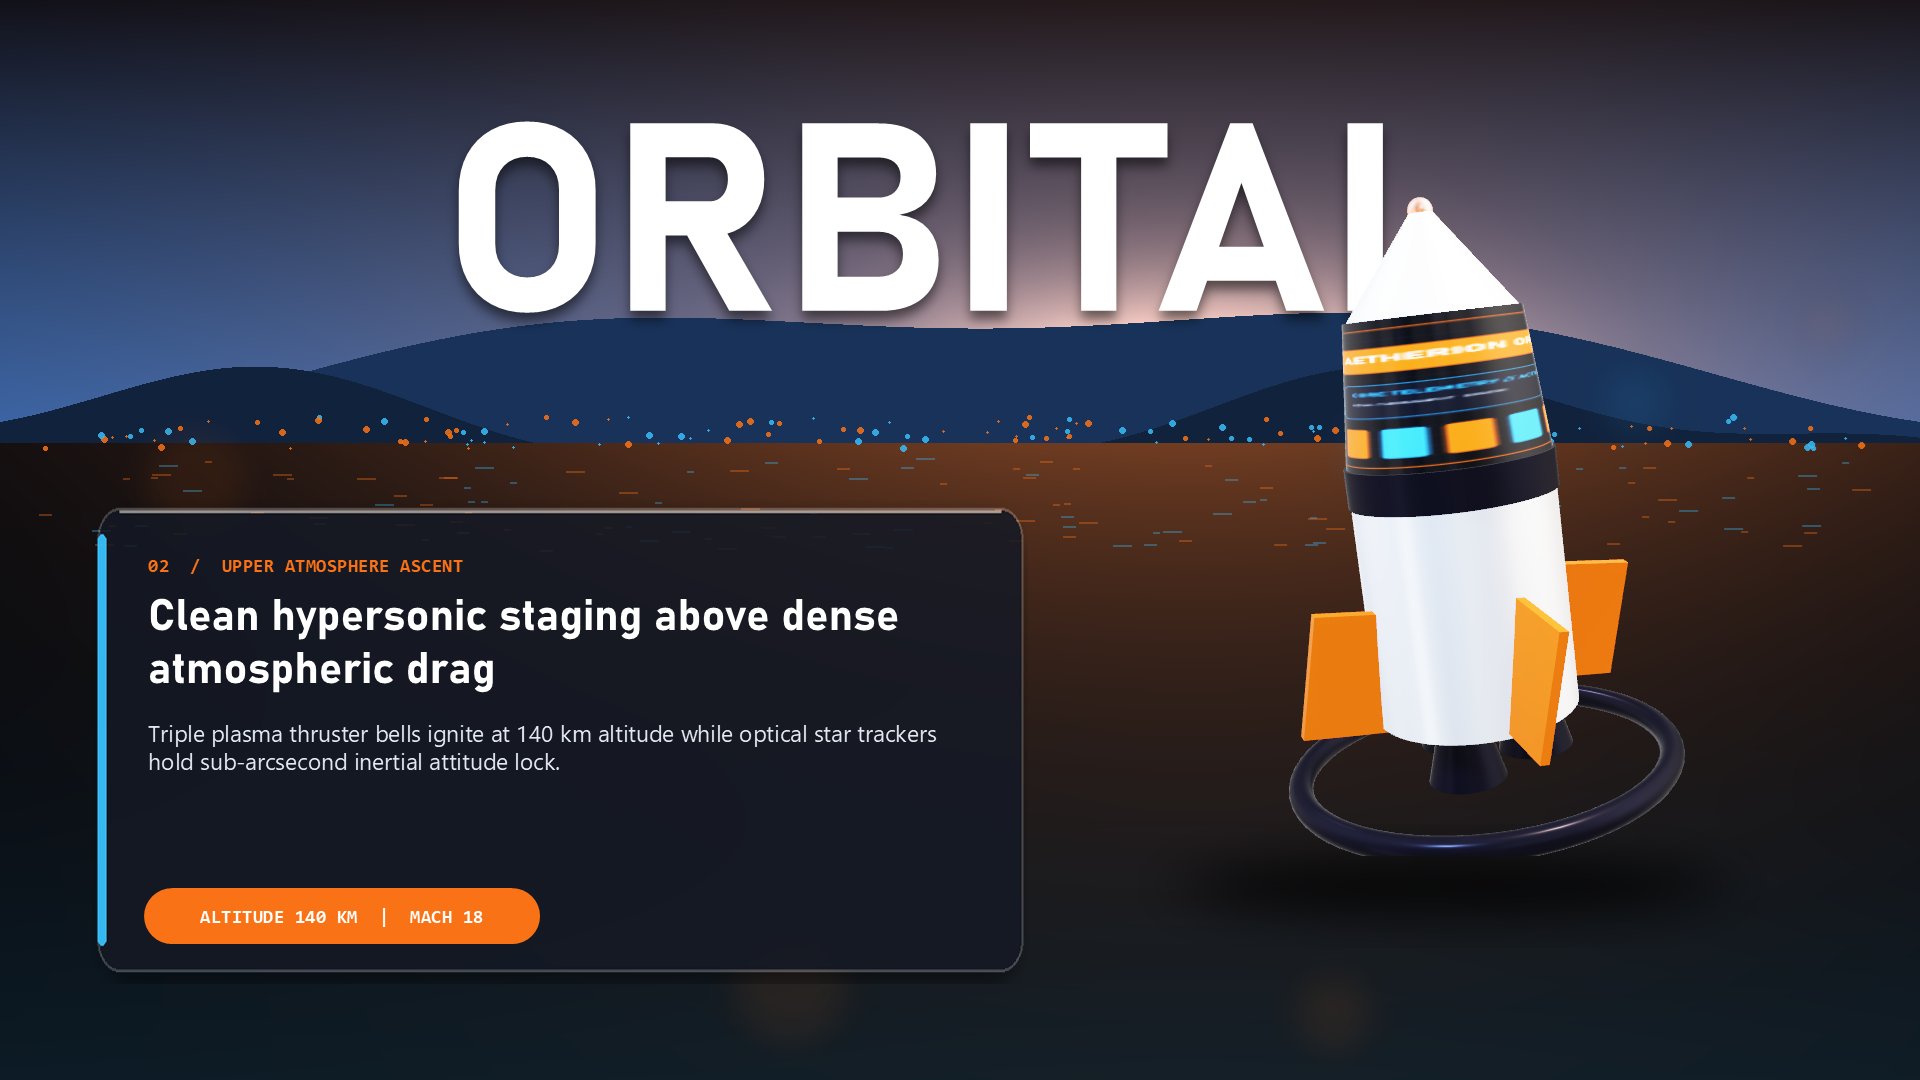 ORBITAL
AETHERION
02 / UPPER ATMOSPHERE ASCENT
Clean hypersonic staging above dense
atmospheric drag
Triple plasma thruster bells ignite at 140 km altitude while optical star trackers
hold sub-arcsecond inertial attitude lock.
ALTITUDE 140 KM | MACH 18